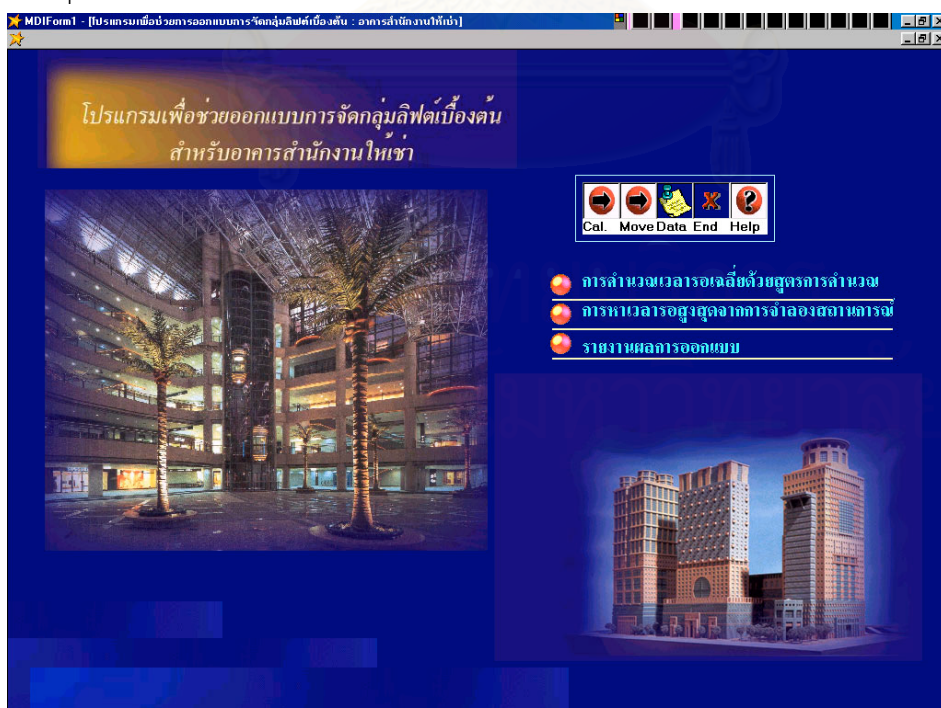 MDIForm1 - [โปรแกรมเพื่อช่วยการออกแบบการจัดกลุ่มลิฟต์เบื้องต้น : อาคารสำนักงานให้เช่า]
โปรแกรมเพื่อช่วยออกแบบการจัดกลุ่มลิฟต์เบื้องต้น
สำหรับอาคารสำนักงานให้เช่า
Cal. Move Data End Help
การคำนวณเวลารอเฉลี่ยด้วยสูตรการคำนวณ
การหาเวลารอสูงสุดจากการจำลองสถานการณ์
รายงานผลการออกแบบ